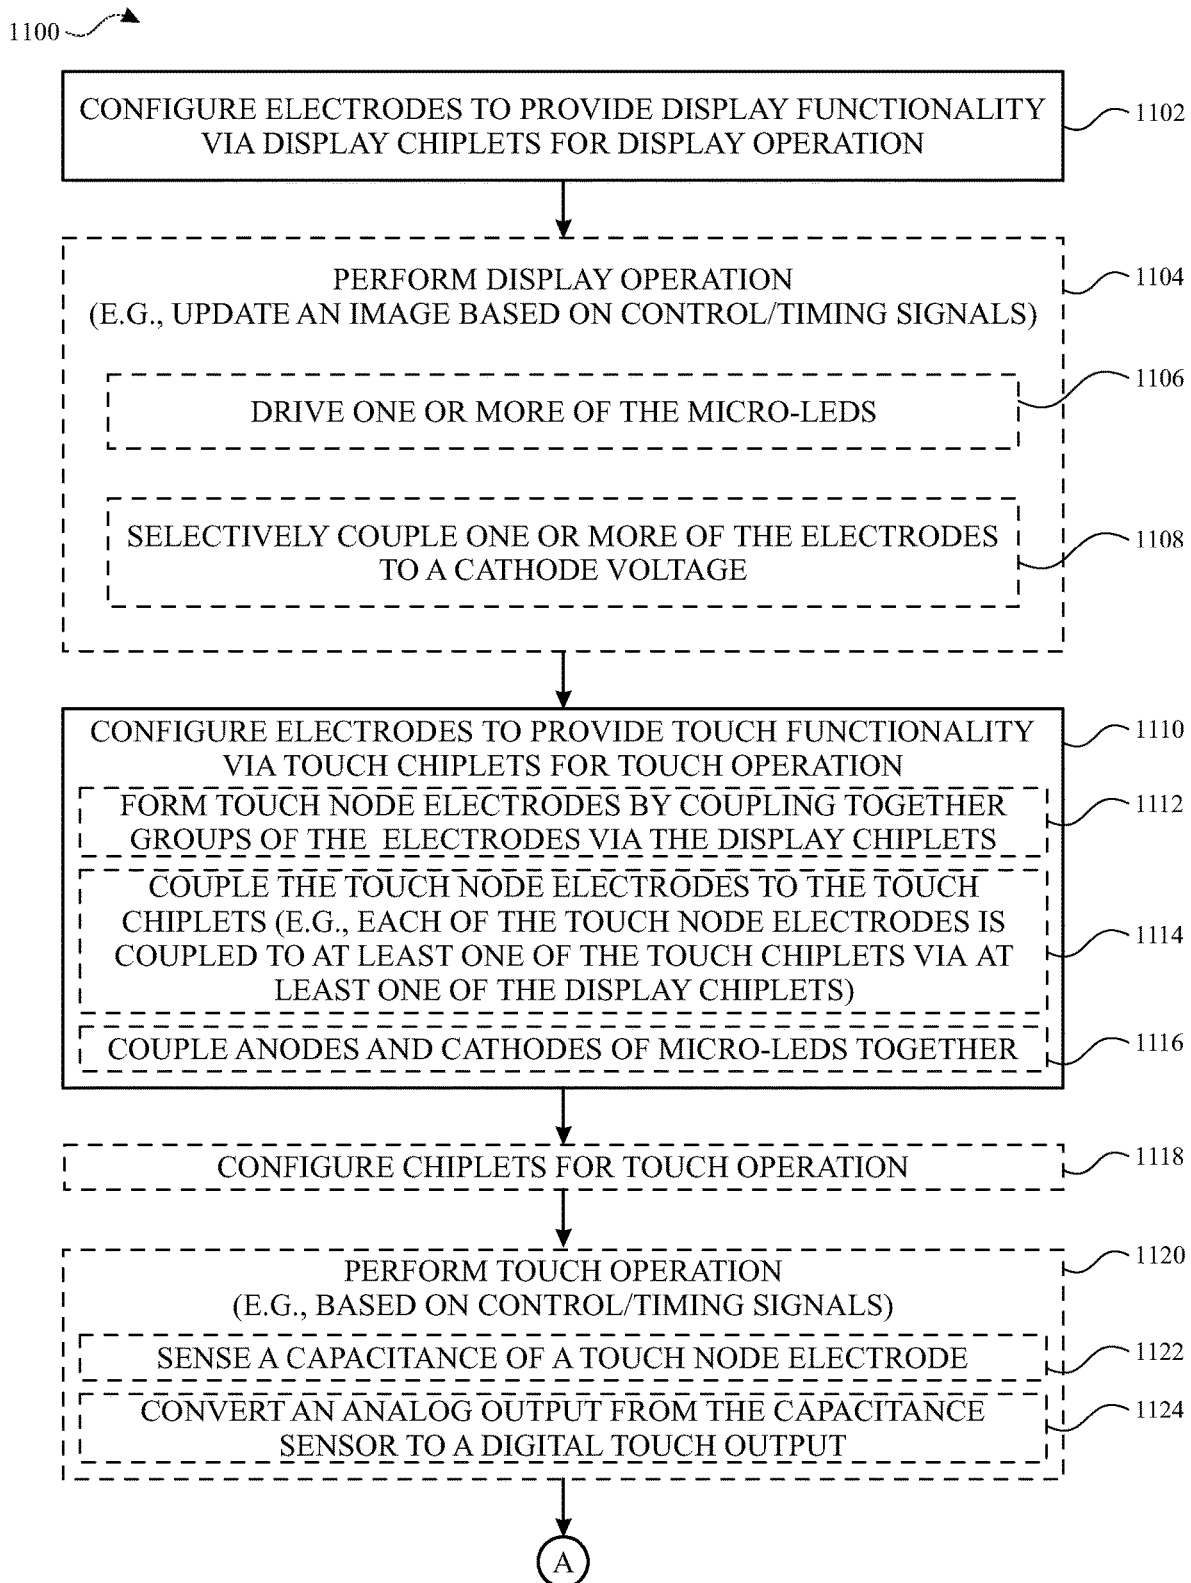 1100
CONFIGURE ELECTRODES TO PROVIDE DISPLAY FUNCTIONALITY
VIA DISPLAY CHIPLETS FOR DISPLAY OPERATION
1102
PERFORM DISPLAY OPERATION
(E.G., UPDATE AN IMAGE BASED ON CONTROL/TIMING SIGNALS)
1104
DRIVE ONE OR MORE OF THE MICRO-LEDS
1106
SELECTIVELY COUPLE ONE OR MORE OF THE ELECTRODES
TO A CATHODE VOLTAGE
1108
CONFIGURE ELECTRODES TO PROVIDE TOUCH FUNCTIONALITY
VIA TOUCH CHIPLETS FOR TOUCH OPERATION
1110
FORM TOUCH NODE ELECTRODES BY COUPLING TOGETHER
GROUPS OF THE ELECTRODES VIA THE DISPLAY CHIPLETS
1112
COUPLE THE TOUCH NODE ELECTRODES TO THE TOUCH
CHIPLETS (E.G., EACH OF THE TOUCH NODE ELECTRODES IS
COUPLED TO AT LEAST ONE OF THE TOUCH CHIPLETS VIA AT
LEAST ONE OF THE DISPLAY CHIPLETS)
1114
COUPLE ANODES AND CATHODES OF MICRO-LEDS TOGETHER
1116
CONFIGURE CHIPLETS FOR TOUCH OPERATION
1118
PERFORM TOUCH OPERATION
(E.G., BASED ON CONTROL/TIMING SIGNALS)
1120
SENSE A CAPACITANCE OF A TOUCH NODE ELECTRODE
1122
CONVERT AN ANALOG OUTPUT FROM THE CAPACITANCE
SENSOR TO A DIGITAL TOUCH OUTPUT
1124
A